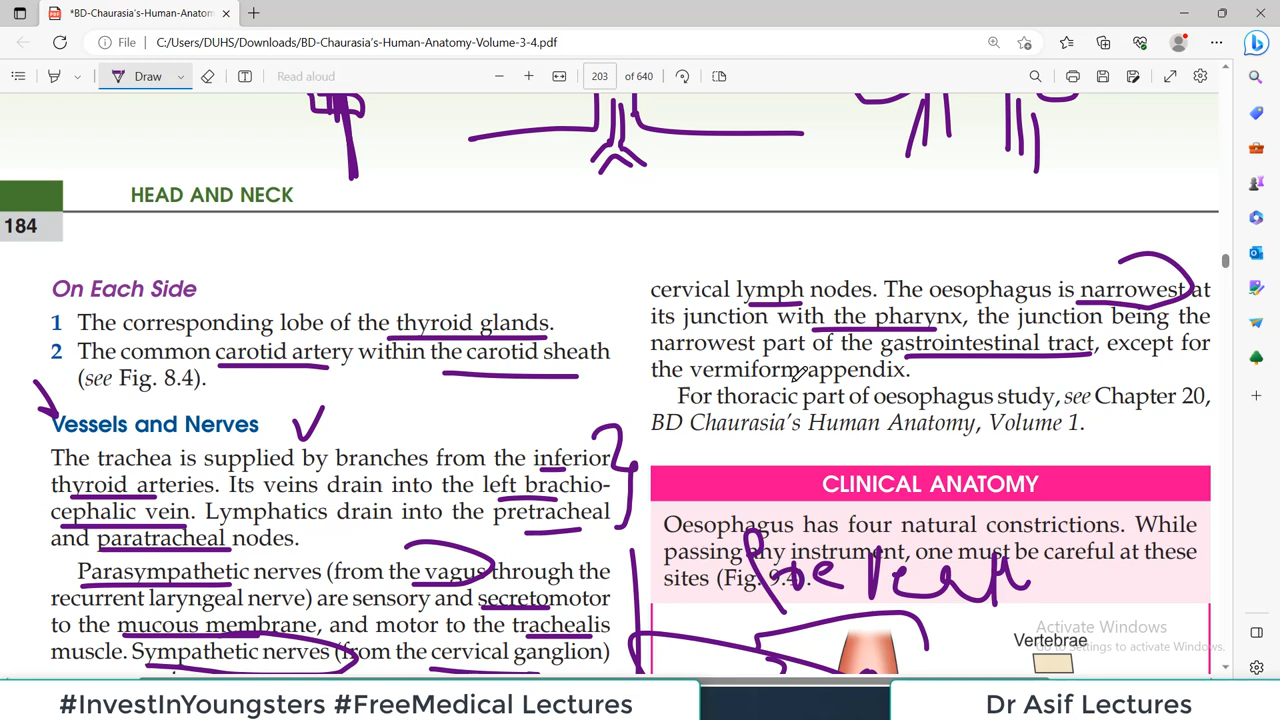 *BD-Chaurasia's-Human-Anatom
File
C:/Users/DUHS/Downloads/BD-Chaurasia's-Human-Anatomy-Volume-3-4.pdf
Draw
Read aloud
203
of 640
HEAD AND NECK
184
On Each Side
1 The corresponding lobe of the thyroid glands.
2 The common carotid artery within the carotid sheath
(see Fig. 8.4).
Vessels and Nerves
The trachea is supplied by branches from the inferior
thyroid arteries. Its veins drain into the left brachio-
cephalic vein. Lymphatics drain into the pretracheal
and paratracheal nodes.
Parasympathetic nerves (from the vagus through the
recurrent laryngeal nerve) are sensory and secretomotor
to the mucous membrane, and motor to the trachealis
muscle. Sympathetic nerves (from the cervical ganglion)
cervical lymph nodes. The oesophagus is narrowest at
its junction with the pharynx, the junction being the
narrowest part of the gastrointestinal tract, except for
the vermiform appendix.
For thoracic part of oesophagus study, see Chapter 20,
BD Chaurasia's Human Anatomy, Volume 1.
CLINICAL ANATOMY
Oesophagus has four natural constrictions. While
passing any instrument, one must be careful at these
sites (Fig. 9.4).
Vertebrae
Activate Windows
Go to Settings to activate Windows.
#InvestInYoungsters #FreeMedical Lectures
Dr Asif Lectures